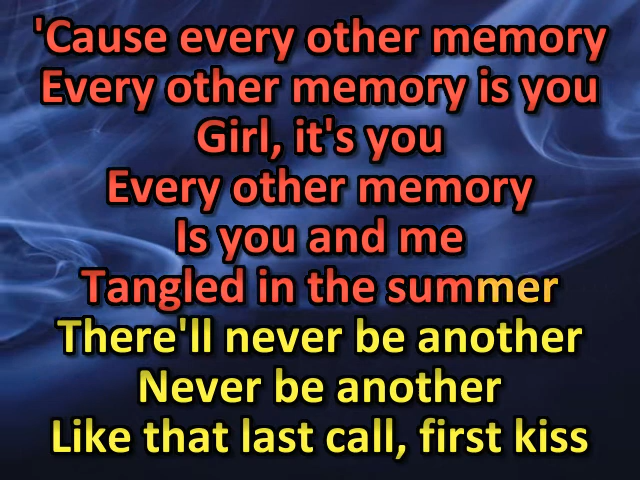 'Cause every other memory
Every other memory is you
Girl, it's you
Every other memory
Is you and me
Tangled in the summer
There'll never be another
Never be another
Like that last call, first kiss